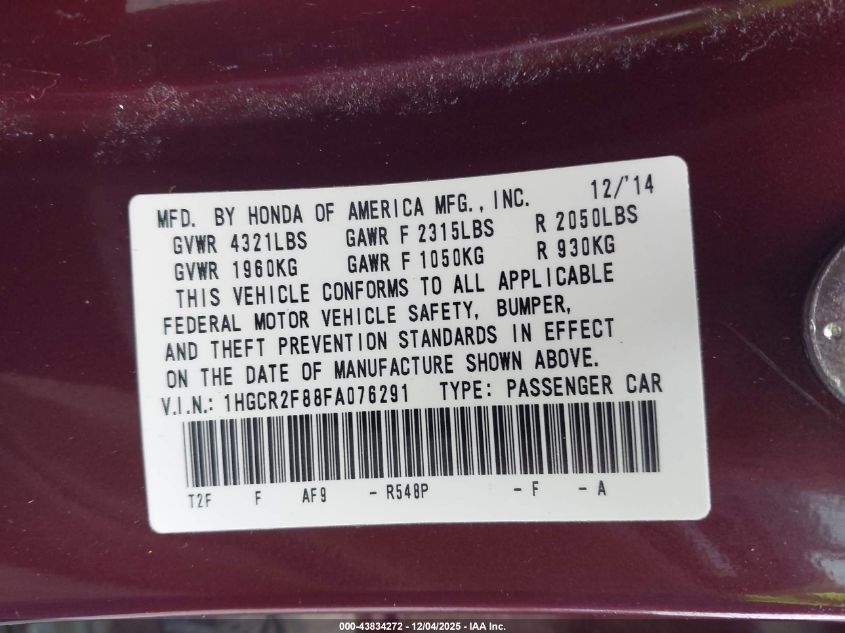 MFD. BY HONDA OF AMERICA MFG., INC. 12/'14
GVWR 4321LBS GAWR F 2315LBS R 2050LBS
GVWR 1960KG GAWR F 1050KG R 930KG
THIS VEHICLE CONFORMS TO ALL APPLICABLE
FEDERAL MOTOR VEHICLE SAFETY, BUMPER,
AND THEFT PREVENTION STANDARDS IN EFFECT
ON THE DATE OF MANUFACTURE SHOWN ABOVE.
V.I.N.: 1HGCR2F88FA076291 TYPE: PASSENGER CAR
T2F F AF9 - R548P - F - A
000-43834272 - 12/04/2025 - IAA Inc.